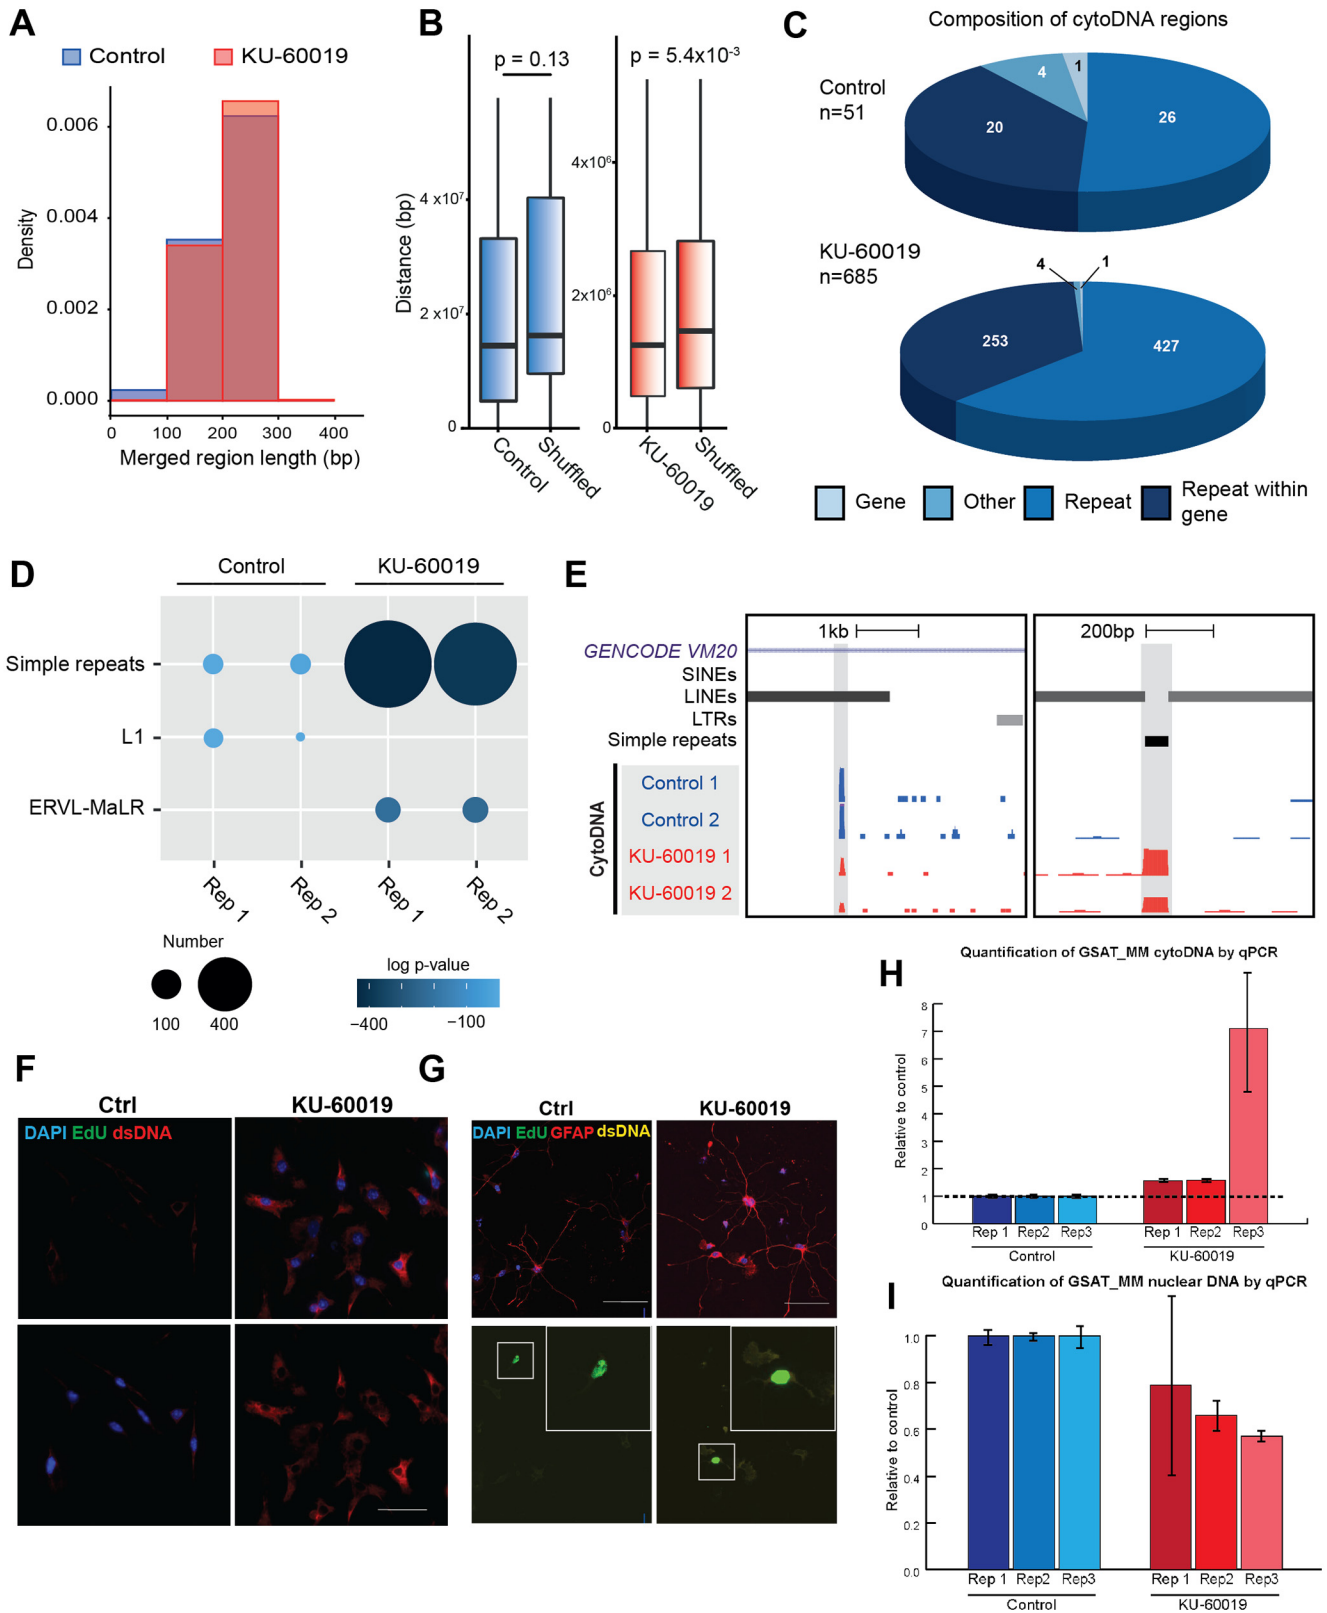 A
Control
KU-60019
0.006
0.004
0.002
0.000
Density
0
100
200
300
400
Merged region length (bp)
B
p = 0.13
p = 5.4x10-3
Distance (bp)
4 x10⁷
2 x10⁷
0
4x10⁶
2x10⁶
0
Control
Shuffled
KU-60019
Shuffled
C
Composition of cytoDNA regions
Control
n=51
1
4
20
26
KU-60019
n=685
4
1
253
427
Gene
Other
Repeat
Repeat within
gene
D
Control
KU-60019
Simple repeats
L1
ERVL-MaLR
Rep 1
Rep 2
Rep 1
Rep 2
Number
100
400
log p-value
−400
−100
E
1kb
200bp
GENCODE VM20
SINEs
LINEs
LTRs
Simple repeats
CytoDNA
Control 1
Control 2
KU-60019 1
KU-60019 2
F
Ctrl
KU-60019
DAPI EdU dsDNA
G
Ctrl
KU-60019
DAPI EdU GFAP dsDNA
H
Quantification of GSAT_MM cytoDNA by qPCR
Relative to control
8
7
6
5
4
3
2
1
0
Rep 1
Rep2
Rep3
Rep 1
Rep2
Rep3
Control
KU-60019
I
Quantification of GSAT_MM nuclear DNA by qPCR
Relative to control
1.0
0.8
0.6
0.4
0.2
0.0
Rep 1
Rep2
Rep3
Rep 1
Rep2
Rep3
Control
KU-60019